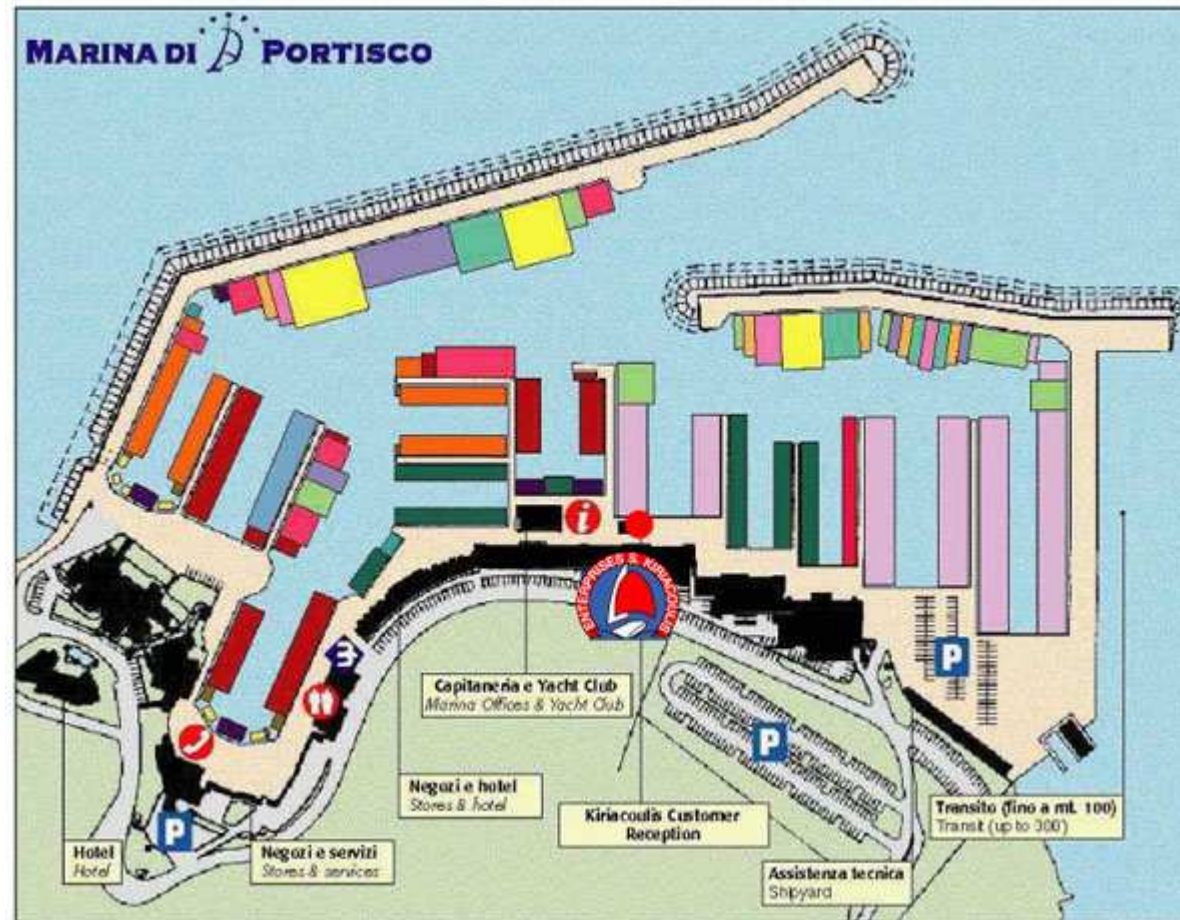 MARINA DI PORTISCO
i
ENTERPRISES & KIRIACOULIS
P
Capitaneria e Yacht Club
Marina Offices & Yacht Club
P
Negozi e hotel
Stores & hotel
Kiriacoulis Customer
Reception
Transito (fino a mt. 100)
Transit (up to 300')
P
Hotel
Hotel
Negozi e servizi
Stores & services
Assistenza tecnica
Shipyard